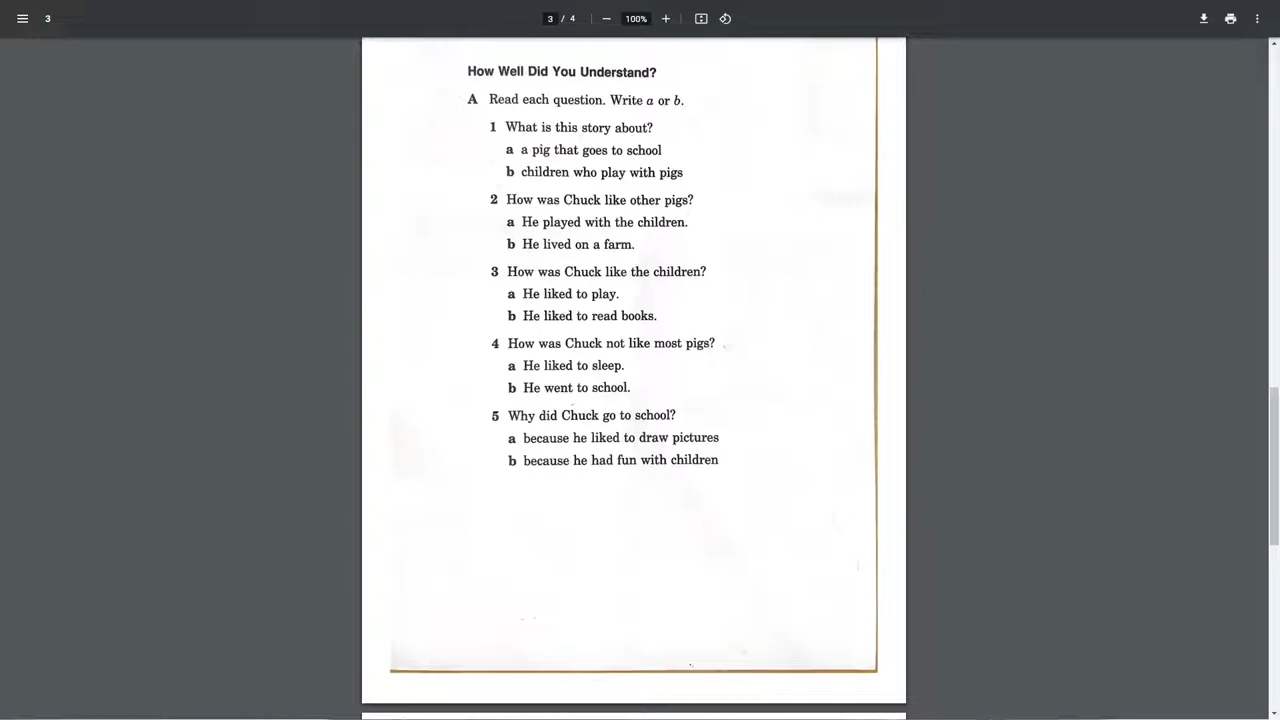 3
3 / 4
100%
How Well Did You Understand?
A Read each question. Write a or b.
1 What is this story about?
a a pig that goes to school
b children who play with pigs
2 How was Chuck like other pigs?
a He played with the children.
b He lived on a farm.
3 How was Chuck like the children?
a He liked to play.
b He liked to read books.
4 How was Chuck not like most pigs?
a He liked to sleep.
b He went to school.
5 Why did Chuck go to school?
a because he liked to draw pictures
b because he had fun with children